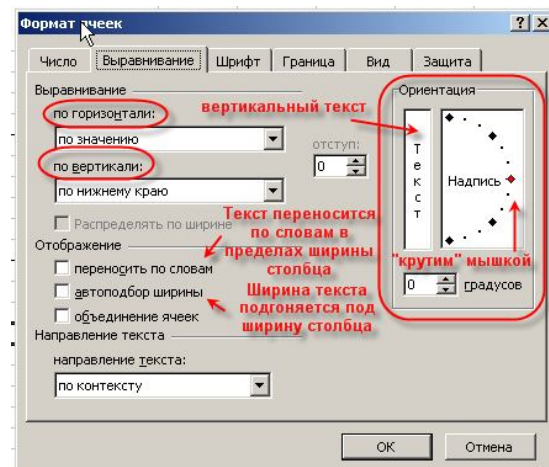 Формат ячеек
Число Выравнивание Шрифт Граница Вид Защита
Выравнивание
по горизонтали:
по значению
отступ:
по вертикали:
0
по нижнему краю
Распределять по ширине
Отображение
переносить по словам
автоподбор ширины
объединение ячеек
Направление текста
направление текста:
по контексту
Ориентация
Текст
Надпись
0 градусов
вертикальный текст
Текст переносится
по словам в
пределах ширины
столбца
"крутим" мышкой
Ширина текста
подгоняется под
ширину столбца
ОК Отмена